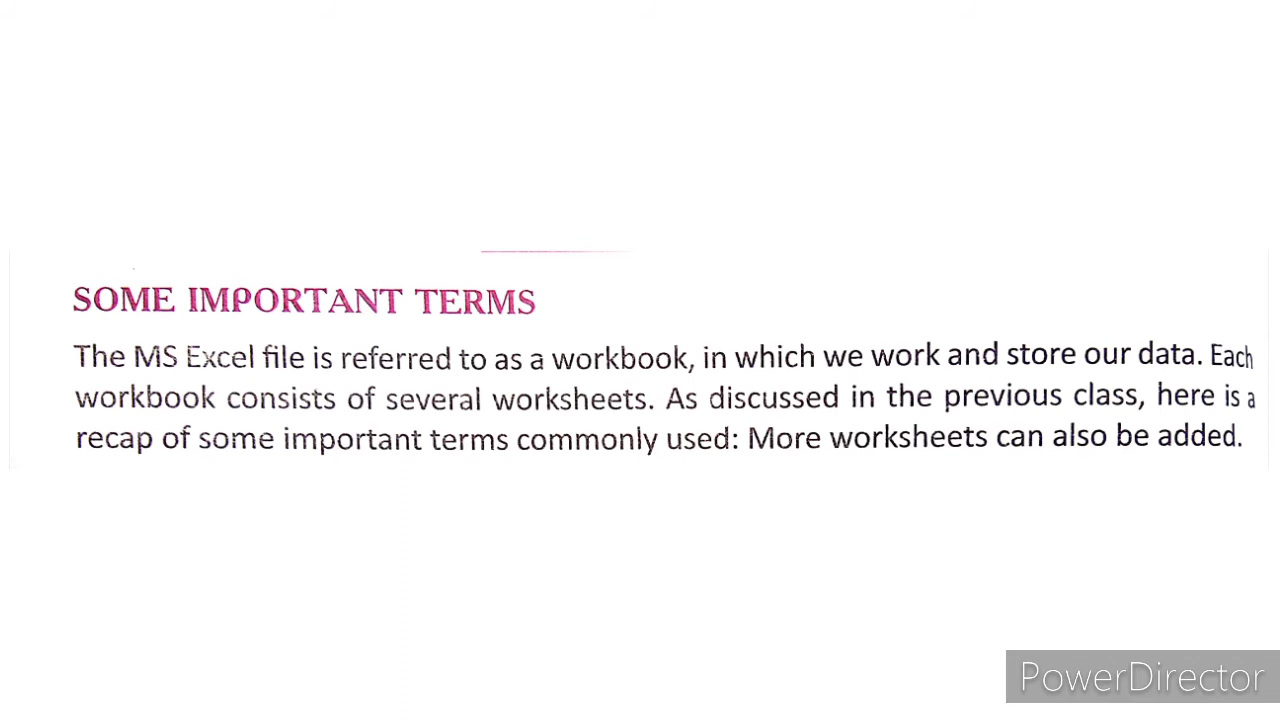 SOME IMPORTANT TERMS
The MS Excel file is referred to as a workbook, in which we work and store our data. Each
workbook consists of several worksheets. As discussed in the previous class, here is a
recap of some important terms commonly used: More worksheets can also be added.
PowerDirector